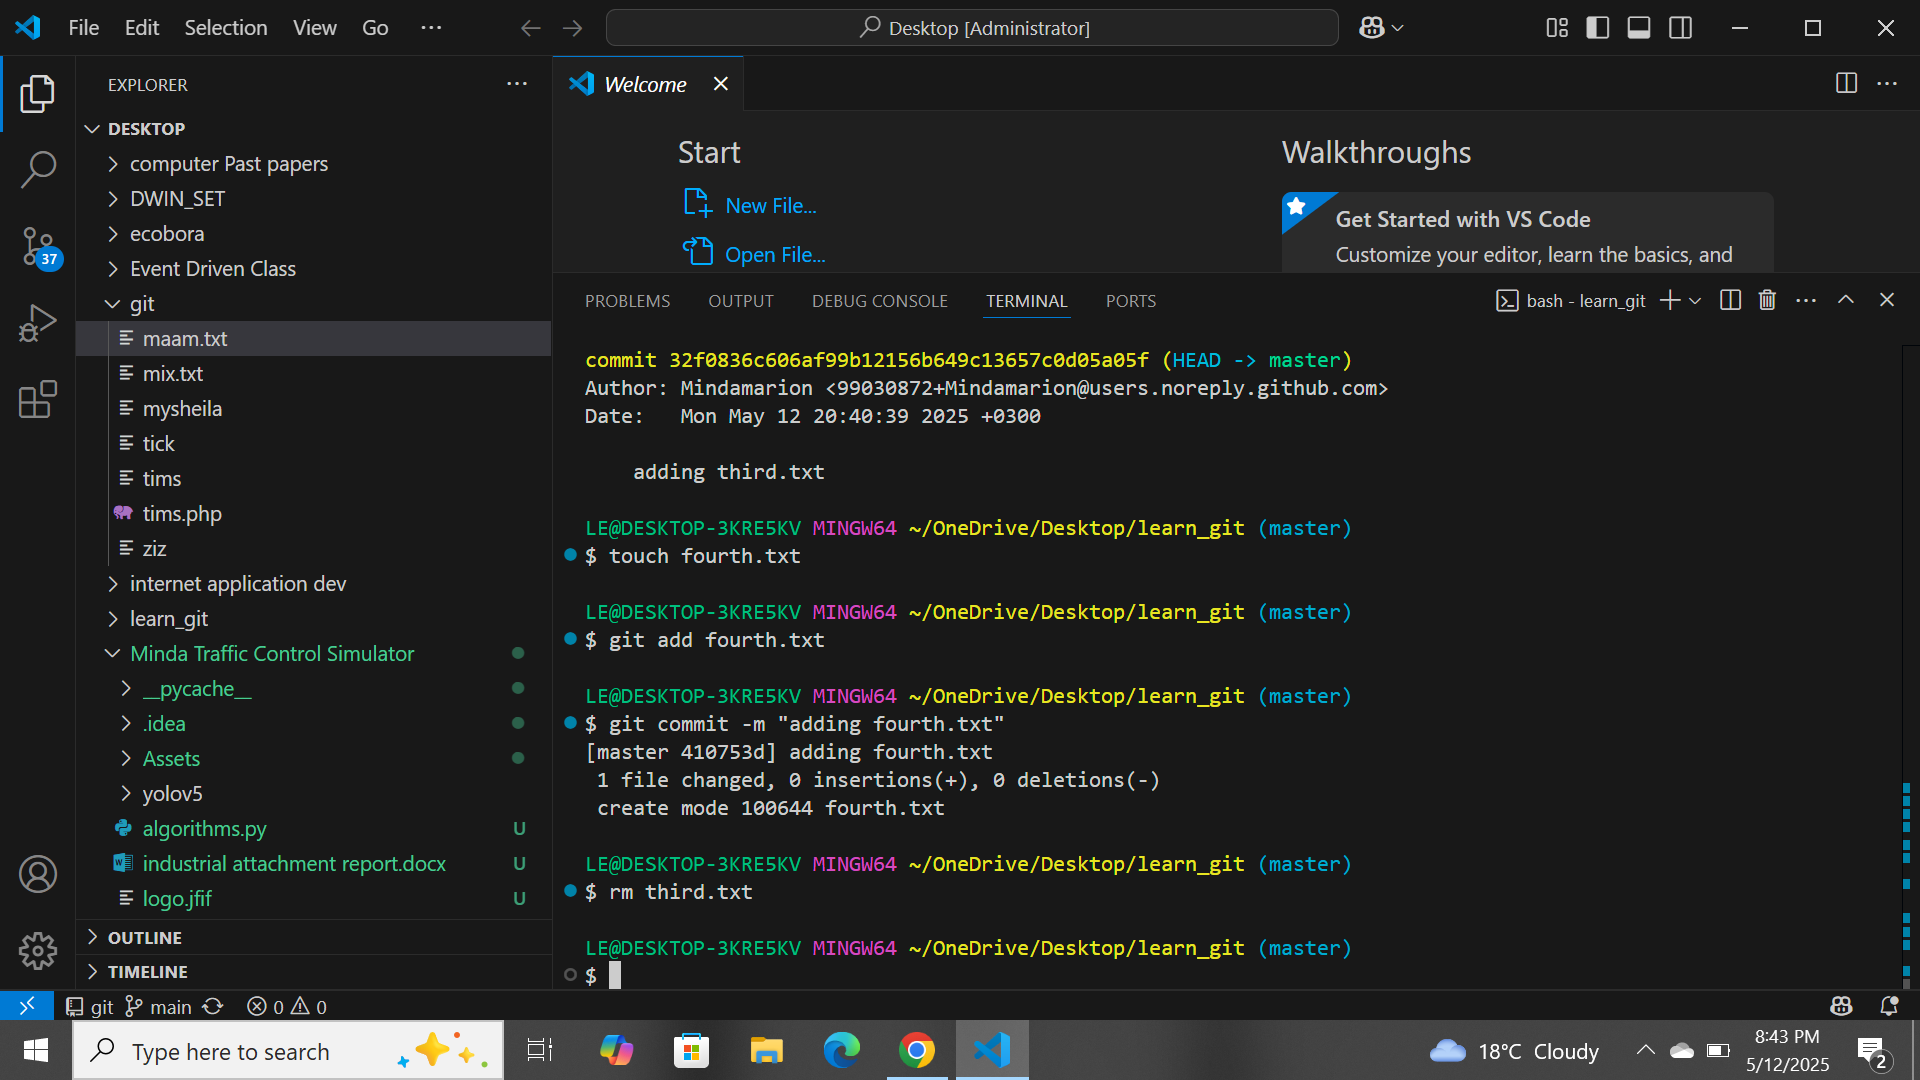 File Edit Selection View Go ···
Desktop [Administrator]
EXPLORER
DESKTOP
computer Past papers
DWIN_SET
ecobora
Event Driven Class
git
maam.txt
mix.txt
mysheila
tick
tims
tims.php
ziz
internet application dev
learn_git
Minda Traffic Control Simulator
__pycache__
.idea
Assets
yolov5
algorithms.py U
industrial attachment report.docx U
logo.jfif U
OUTLINE
TIMELINE
37
Welcome
Start
New File...
Open File...
Walkthroughs
Get Started with VS Code
Customize your editor, learn the basics, and
PROBLEMS OUTPUT DEBUG CONSOLE TERMINAL PORTS
bash - learn_git
commit 32f0836c606af99b12156b649c13657c0d05a05f (HEAD -> master)
Author: Mindamarion <99030872+Mindamarion@users.noreply.github.com>
Date:   Mon May 12 20:40:39 2025 +0300
adding third.txt
LE@DESKTOP-3KRE5KV MINGW64 ~/OneDrive/Desktop/learn_git (master)
$ touch fourth.txt
LE@DESKTOP-3KRE5KV MINGW64 ~/OneDrive/Desktop/learn_git (master)
$ git add fourth.txt
LE@DESKTOP-3KRE5KV MINGW64 ~/OneDrive/Desktop/learn_git (master)
$ git commit -m "adding fourth.txt"
[master 410753d] adding fourth.txt
1 file changed, 0 insertions(+), 0 deletions(-)
create mode 100644 fourth.txt
LE@DESKTOP-3KRE5KV MINGW64 ~/OneDrive/Desktop/learn_git (master)
$ rm third.txt
LE@DESKTOP-3KRE5KV MINGW64 ~/OneDrive/Desktop/learn_git (master)
$
git main 0 0
Type here to search
18°C Cloudy
8:43 PM
5/12/2025
2